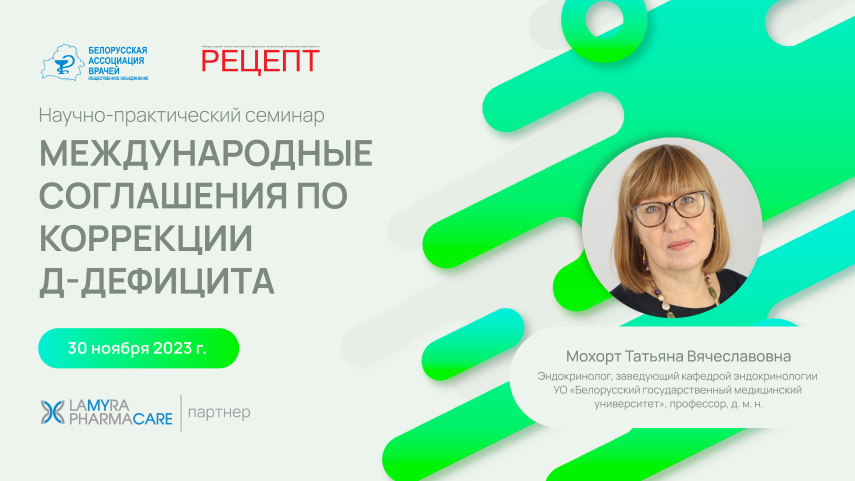 БЕЛОРУССКАЯ
АССОЦИАЦИЯ
ВРАЧЕЙ
ОБЩЕСТВЕННОЕ ОБЪЕДИНЕНИЕ
РЕЦЕПТ
Научно-практический семинар
МЕЖДУНАРОДНЫЕ
СОГЛАШЕНИЯ ПО
КОРРЕКЦИИ
Д-ДЕФИЦИТА
30 ноября 2023 г.
LAMYRA
PHARMACARE
партнер
Мохорт Татьяна Вячеславовна
Эндокринолог, заведующий кафедрой эндокринологии
УО «Белорусский государственный медицинский
университет», профессор, д. м. н.